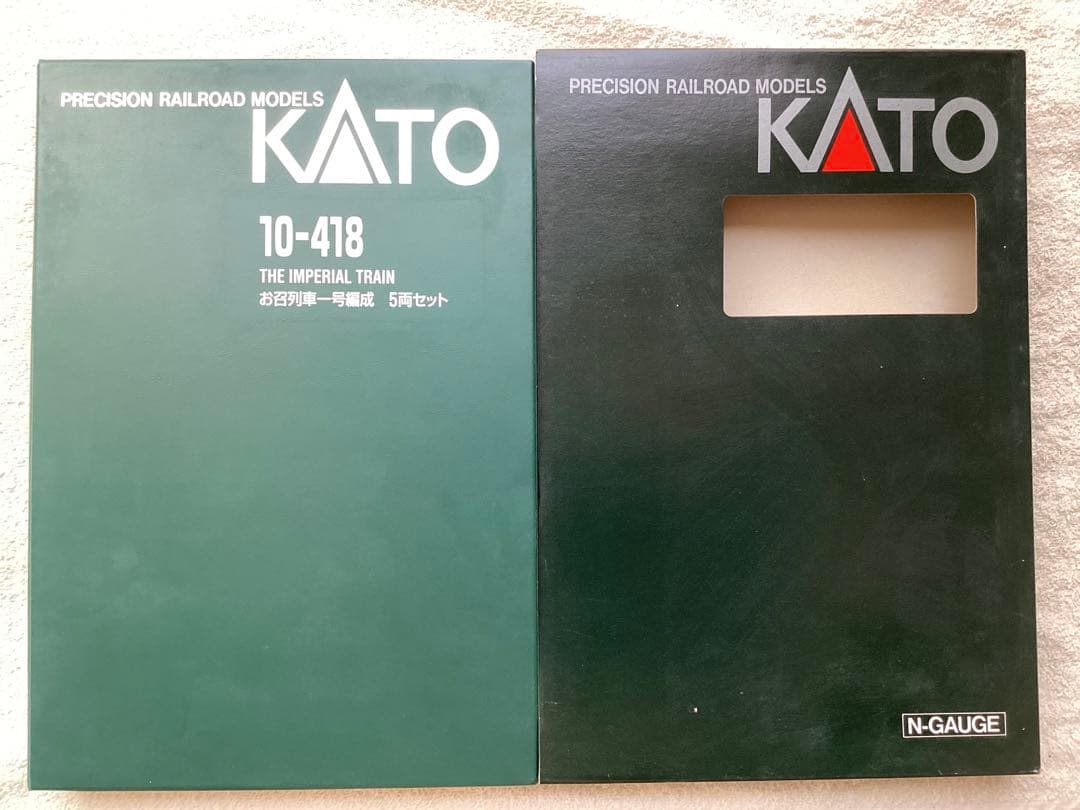 PRECISION RAILROAD MODELS
KATO
10-418
THE IMPERIAL TRAIN
お召列車一号編成 5両セット
PRECISION RAILROAD MODELS
KATO
N-GAUGE